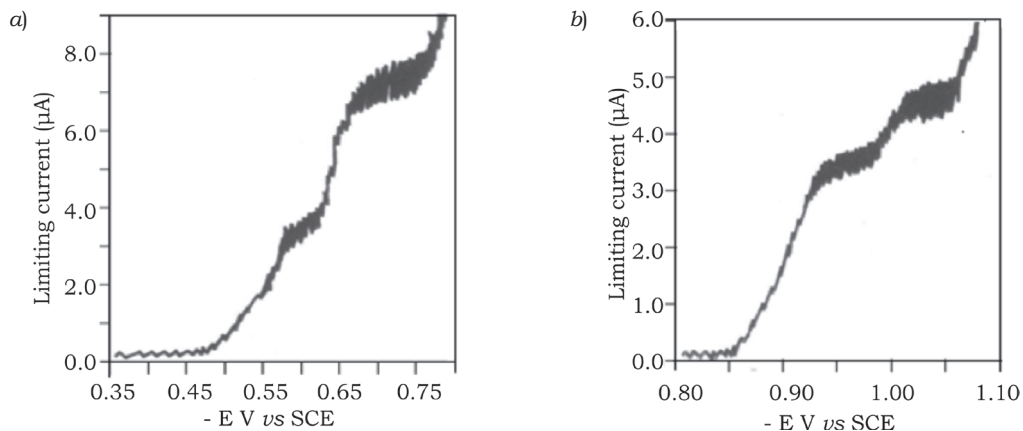 a)
Limiting current (µA)
8.0
6.0
4.0
2.0
0.0
0.35 0.45 0.55 0.65 0.75
- E V vs SCE
b)
Limiting current (µA)
6.0
5.0
4.0
3.0
2.0
1.0
0.0
0.80 0.90 1.00 1.10
- E V vs SCE